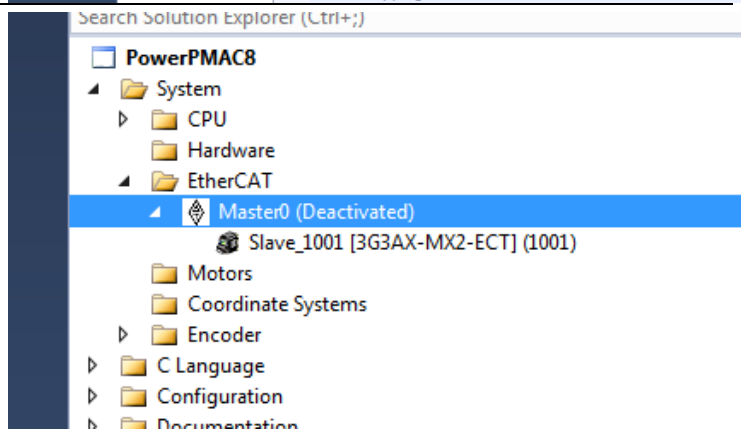 Search Solution Explorer (Ctrl+;)
PowerPMAC8
System
CPU
Hardware
EtherCAT
Master0 (Deactivated)
Slave_1001 [3G3AX-MX2-ECT] (1001)
Motors
Coordinate Systems
Encoder
C Language
Configuration
Documentation